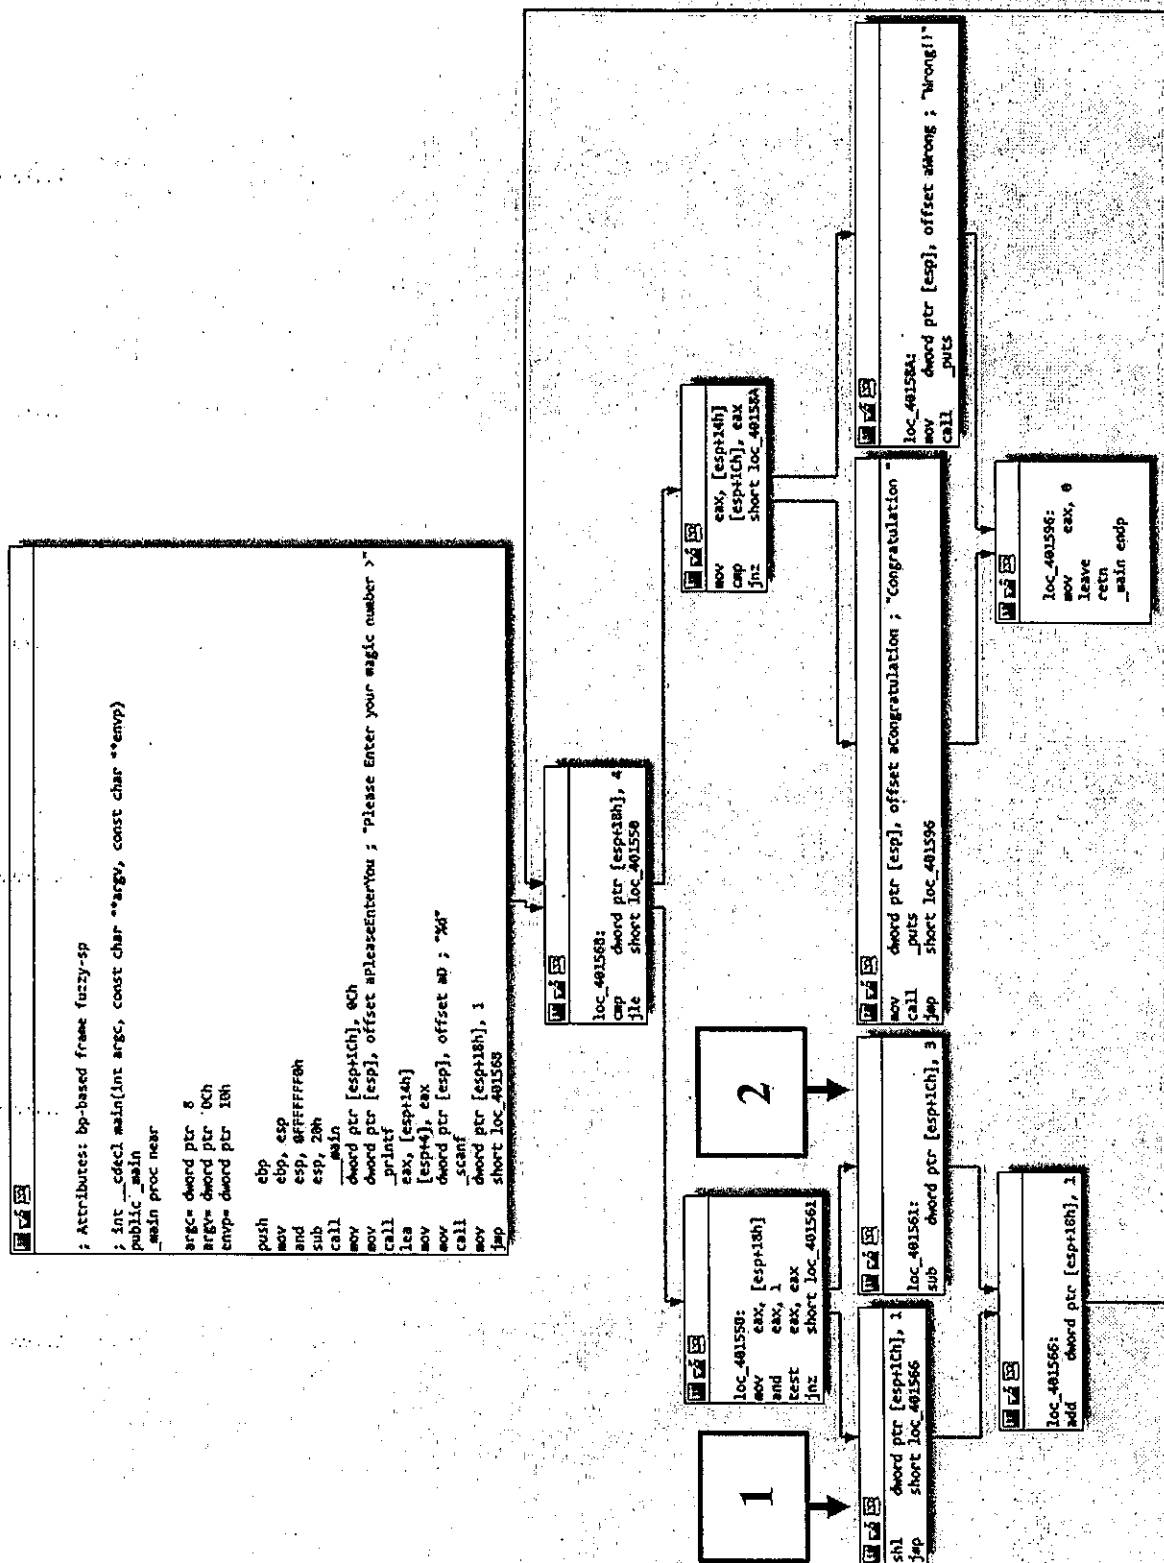 ; Attributes: bp-based frame fuzzy-sp
; int __cdecl main(int argc, const char **argv, const char **envp)
public _main
_main proc near
argc= dword ptr 8
argv= dword ptr 0Ch
envp= dword ptr 10h
push ebp
mov ebp, esp
and esp, 0FFFFFFF0h
sub esp, 20h
call ___main
mov dword ptr [esp+1Ch], 0Ch
mov dword ptr [esp], offset aPleaseEnterYou ; "Please Enter your magic number >"
call _printf
lea eax, [esp+14h]
mov [esp+4], eax
mov dword ptr [esp], offset aD ; "%d"
call _scanf
mov dword ptr [esp+18h], 1
jmp short loc_401568
loc_401568:
cmp dword ptr [esp+18h], 4
jle short loc_401550
1
2
loc_401550:
mov eax, [esp+18h]
and eax, 1
test eax, eax
jnz short loc_401561
mov eax, [esp+14h]
cmp [esp+1Ch], eax
jnz short loc_40158A
shl dword ptr [esp+1Ch], 1
jmp short loc_401566
loc_401561:
sub dword ptr [esp+1Ch], 3
mov dword ptr [esp], offset aCongratulation ; "Congratulation "
call _puts
jmp short loc_401596
loc_40158A:
mov dword ptr [esp], offset aWrong ; "Wrong!!"
call _puts
loc_401566:
add dword ptr [esp+18h], 1
loc_401596:
mov eax, 0
leave
retn
_main endp